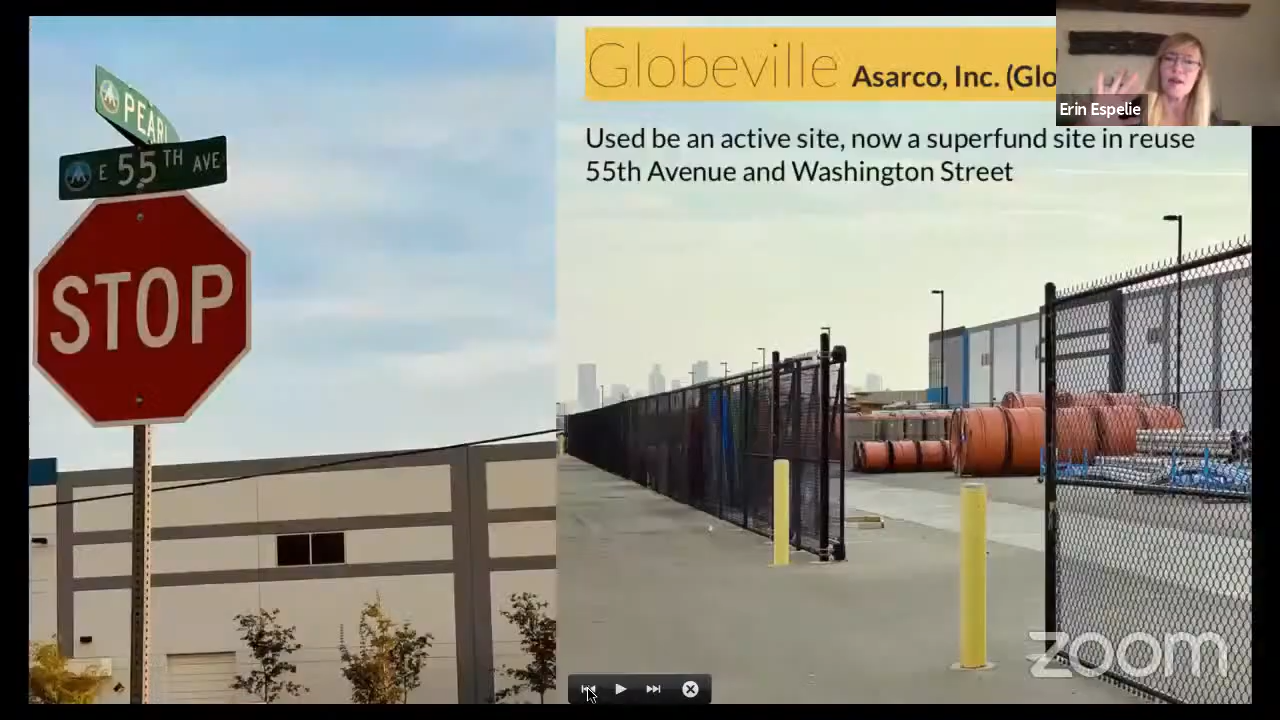 PEARL
E 55TH AVE
STOP
Globeville Asarco, Inc. (Glo
Erin Espelie
Used be an active site, now a superfund site in reuse
55th Avenue and Washington Street
zoom